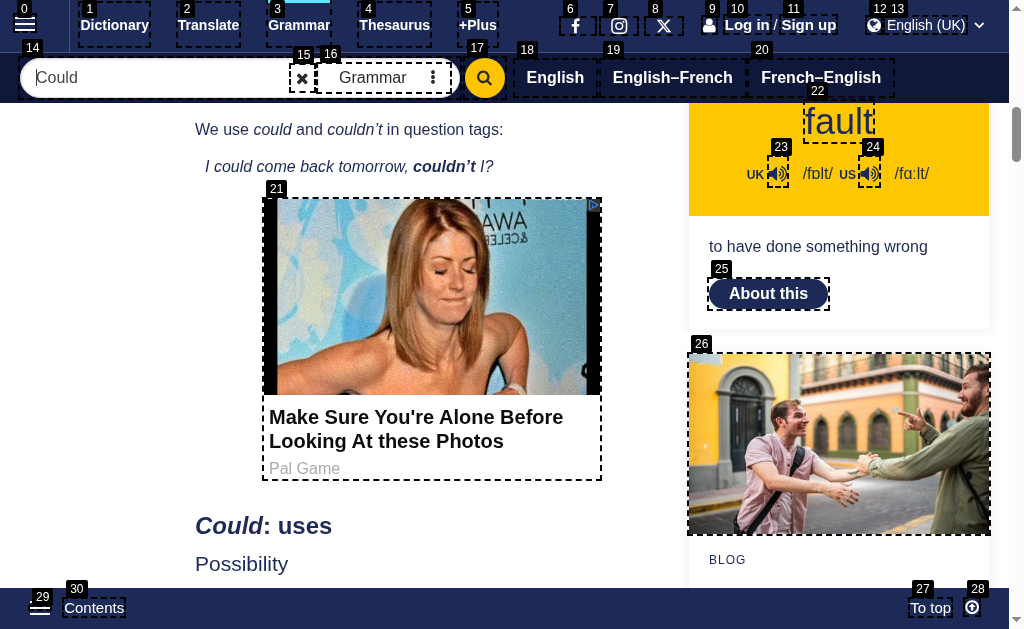 0 1 2 3 4 5 6 7 8 9 10 11 12 13
Dictionary Translate Grammar Thesaurus +Plus Log in / Sign up English (UK)
14 15 16 17 18 19 20
Could Grammar English English–French French–English
We use could and couldn't in question tags:
I could come back tomorrow, couldn't I?
21
AWA
&CELE
Make Sure You're Alone Before
Looking At these Photos
Pal Game
Could: uses
Possibility
22
fault
23 24
UK /fɒlt/ US /fɑːlt/
to have done something wrong
25
About this
26
BLOG
29 30 27 28
Contents To top